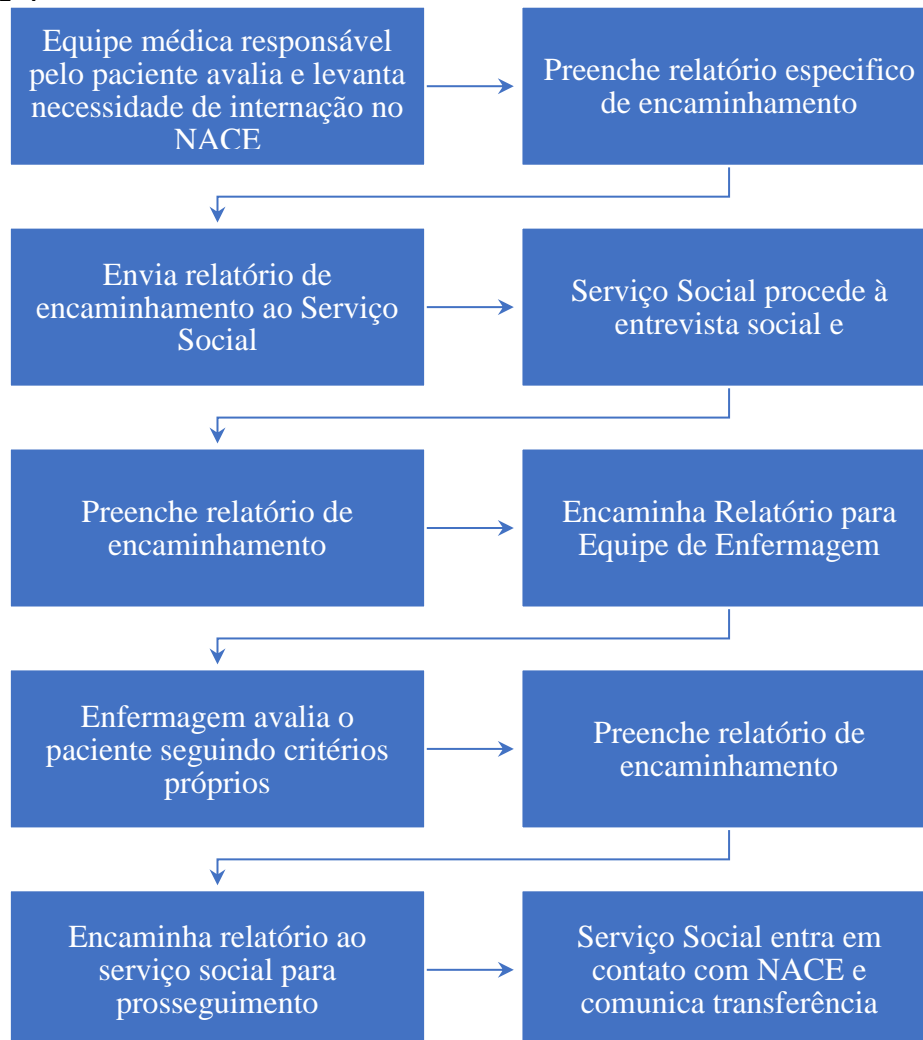 Equipe médica responsável
pelo paciente avalia e levanta
necessidade de internação no
NACE
Preenche relatório especifico
de encaminhamento
Envia relatório de
encaminhamento ao Serviço
Social
Serviço Social procede à
entrevista social e
Preenche relatório de
encaminhamento
Encaminha Relatório para
Equipe de Enfermagem
Enfermagem avalia o
paciente seguindo critérios
próprios
Preenche relatório de
encaminhamento
Encaminha relatório ao
serviço social para
prosseguimento
Serviço Social entra em
contato com NACE e
comunica transferência